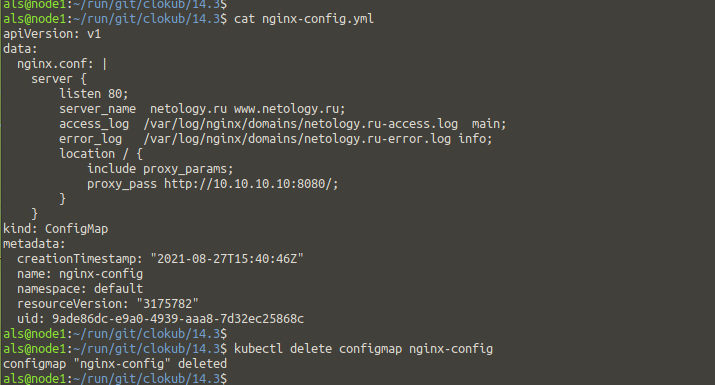 als@node1:~/run/git/clokub/14.3$
als@node1:~/run/git/clokub/14.3$ cat nginx-config.yml
apiVersion: v1
data:
  nginx.conf: |
    server {
        listen 80;
        server_name  netology.ru www.netology.ru;
        access_log  /var/log/nginx/domains/netology.ru-access.log  main;
        error_log   /var/log/nginx/domains/netology.ru-error.log info;
        location / {
            include proxy_params;
            proxy_pass http://10.10.10.10:8080/;
        }
    }
kind: ConfigMap
metadata:
  creationTimestamp: "2021-08-27T15:40:46Z"
  name: nginx-config
  namespace: default
  resourceVersion: "3175782"
  uid: 9ade86dc-e9a0-4939-aaa8-7d32ec25868c
als@node1:~/run/git/clokub/14.3$
als@node1:~/run/git/clokub/14.3$ kubectl delete configmap nginx-config
configmap "nginx-config" deleted
als@node1:~/run/git/clokub/14.3$